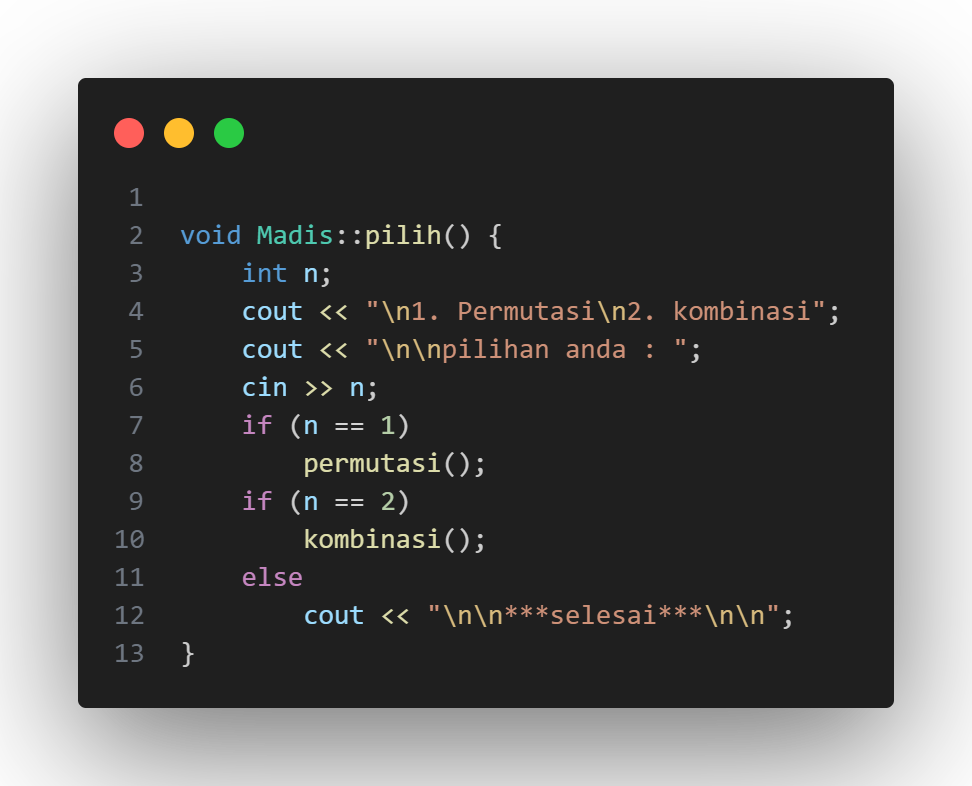 1
2 void Madis::pilih() {
3     int n;
4     cout << "\n1. Permutasi\n2. kombinasi";
5     cout << "\n\npilihan anda : ";
6     cin >> n;
7     if (n == 1)
8         permutasi();
9     if (n == 2)
10         kombinasi();
11     else
12         cout << "\n\n***selesai***\n\n";
13 }